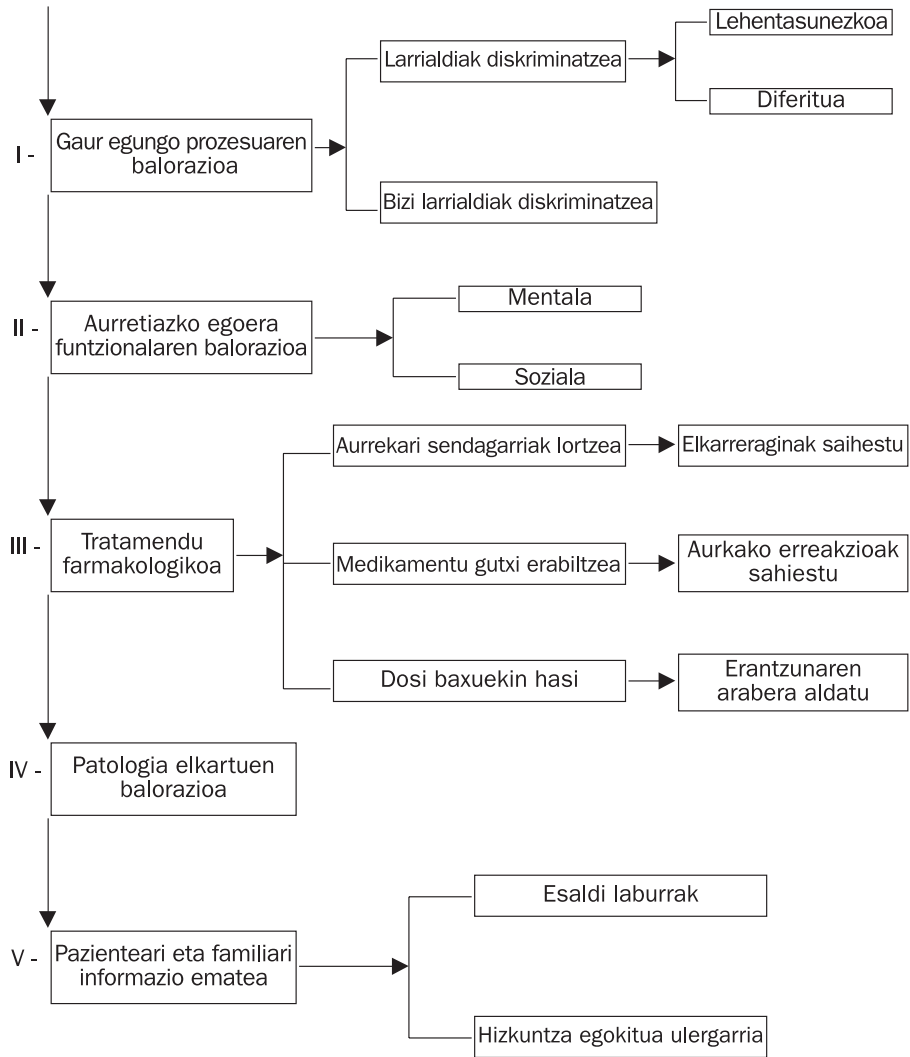 Lehentasunezkoa
Larrialdiak diskriminatzea
Diferitua
I -
Gaur egungo prozesuaren
balorazioa
Bizi larrialdiak diskriminatzea
Mentala
II -
Aurretiazko egoera
funtzionalaren balorazioa
Soziala
Aurrekari sendagarriak lortzea
Elkarreraginak saihestu
III -
Tratamendu
farmakologikoa
Medikamentu gutxi erabiltzea
Aurkako erreakzioak
sahiestu
Dosi baxuekin hasi
Erantzunaren
arabera aldatu
IV -
Patologia elkartuen
balorazioa
Esaldi laburrak
V -
Pazienteari eta familiari
informazio ematea
Hizkuntza egokitua ulergarria